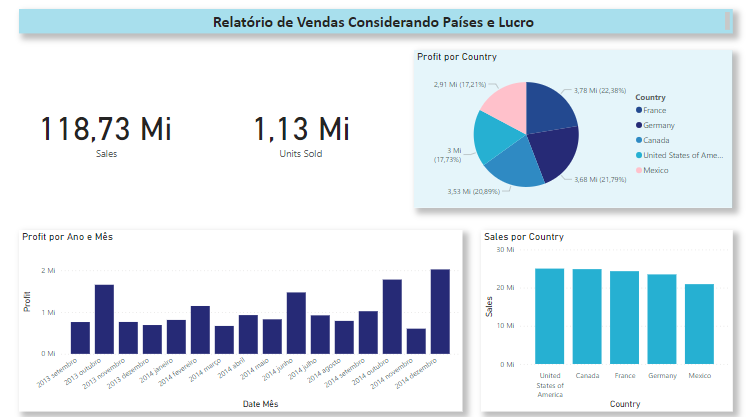 Relatório de Vendas Considerando Países e Lucro
118,73 Mi
Sales
1,13 Mi
Units Sold
Profit por Country
2,91 Mi (17,21%)
3,78 Mi (22,38%)
3 Mi
(17,73%)
3,53 Mi (20,89%)
3,68 Mi (21,79%)
Country
France
Germany
Canada
United States of Ame...
Mexico
Profit por Ano e Mês
Profit
2 Mi
1 Mi
0 Mi
2013 setembro
2013 outubro
2013 novembro
2013 dezembro
2014 janeiro
2014 fevereiro
2014 março
2014 abril
2014 maio
2014 junho
2014 julho
2014 agosto
2014 setembro
2014 outubro
2014 novembro
2014 dezembro
Date Mês
Sales por Country
Sales
30 Mi
20 Mi
10 Mi
0 Mi
United
States of
America
Canada
France
Germany
Mexico
Country